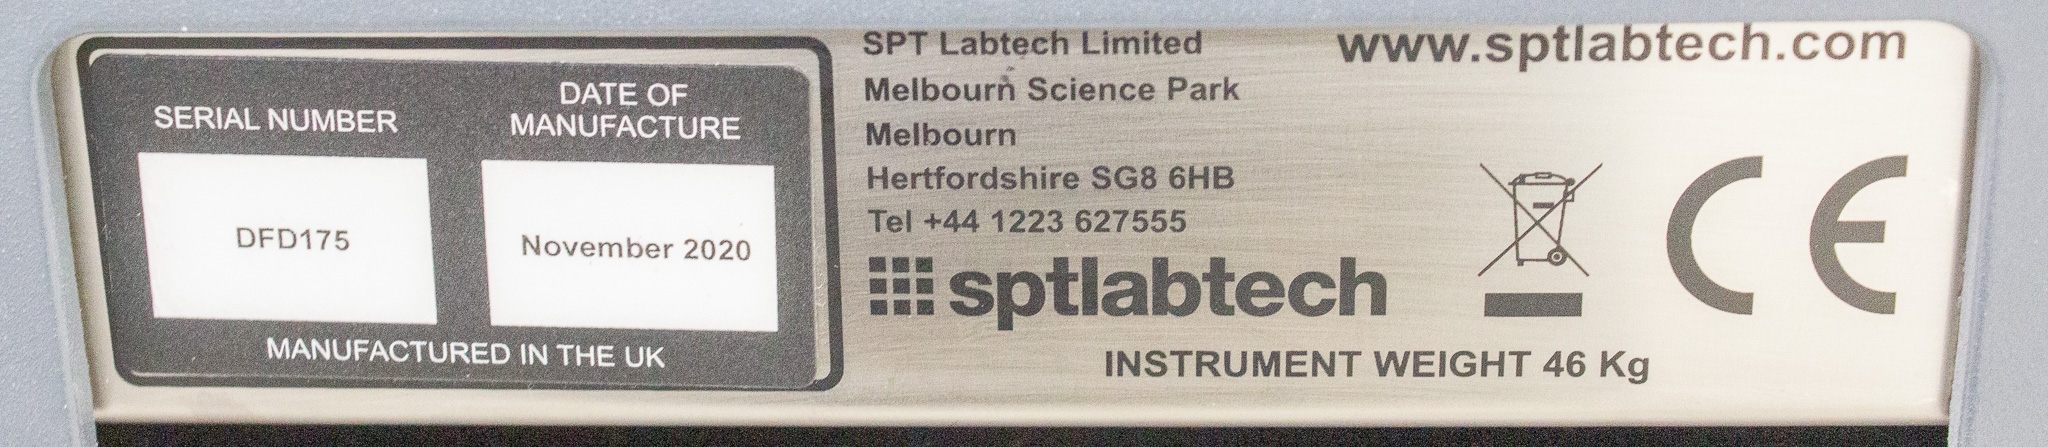 SERIAL NUMBER
DATE OF
MANUFACTURE
DFD175
November 2020
MANUFACTURED IN THE UK
SPT Labtech Limited
Melbourn Science Park
Melbourn
Hertfordshire SG8 6HB
Tel +44 1223 627555
www.sptlabtech.com
sptlabtech
CE
INSTRUMENT WEIGHT 46 Kg